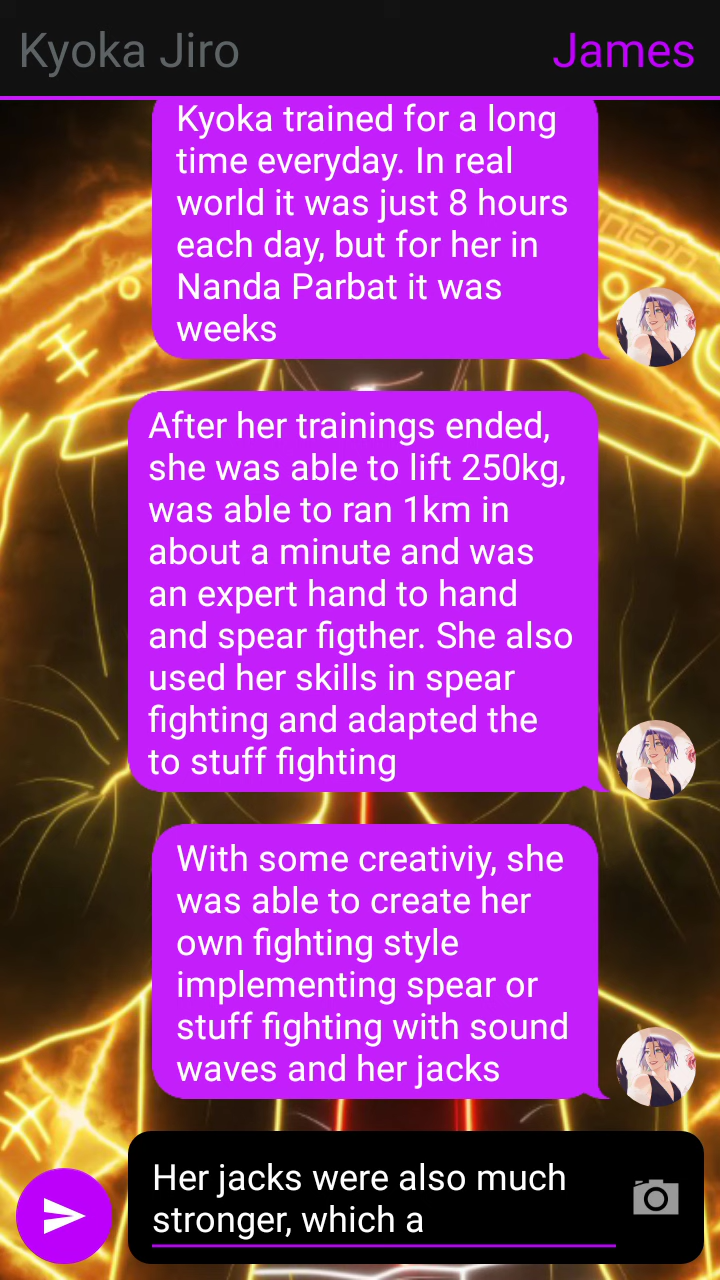 Kyoka Jiro
James
Kyoka trained for a long
time everyday. In real
world it was just 8 hours
each day, but for her in
Nanda Parbat it was
weeks
After her trainings ended,
she was able to lift 250kg,
was able to ran 1km in
about a minute and was
an expert hand to hand
and spear figther. She also
used her skills in spear
fighting and adapted the
to stuff fighting
With some creativiy, she
was able to create her
own fighting style
implementing spear or
stuff fighting with sound
waves and her jacks
Her jacks were also much
stronger, which a